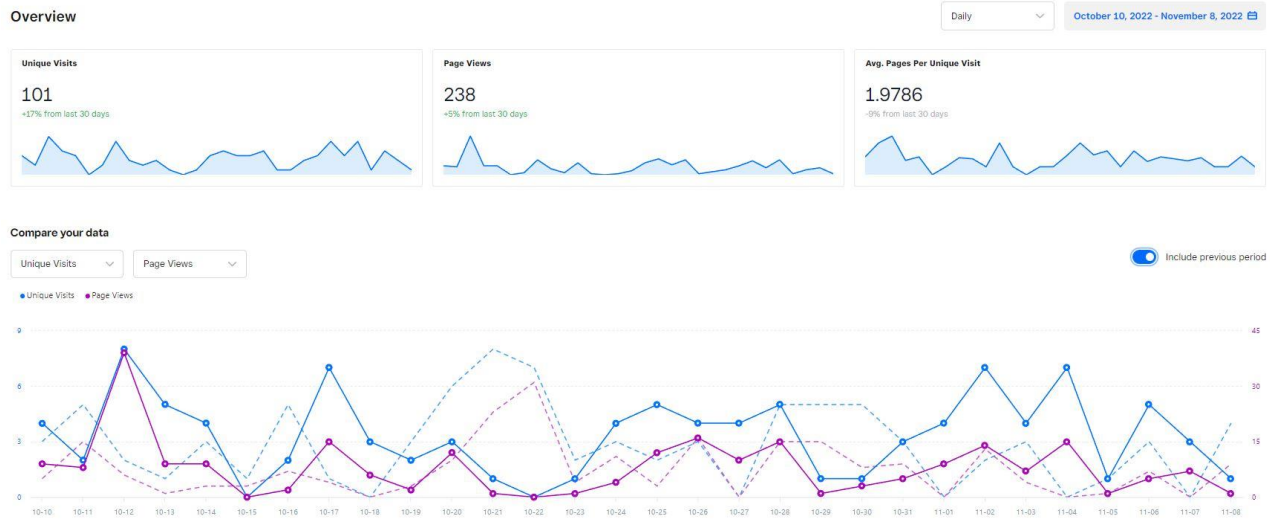 Overview
Daily
October 10, 2022 - November 8, 2022
Unique Visits
101
+17% from last 30 days
Page Views
238
+5% from last 30 days
Avg. Pages Per Unique Visit
1.9786
-9% from last 30 days
Compare your data
Unique Visits
Page Views
Include previous period
Unique Visits Page Views
9 45
6 30
3 15
0 0
10-10 10-11 10-12 10-13 10-14 10-15 10-16 10-17 10-18 10-19 10-20 10-21 10-22 10-23 10-24 10-25 10-26 10-27 10-28 10-29 10-30 10-31 11-01 11-02 11-03 11-04 11-05 11-06 11-07 11-08